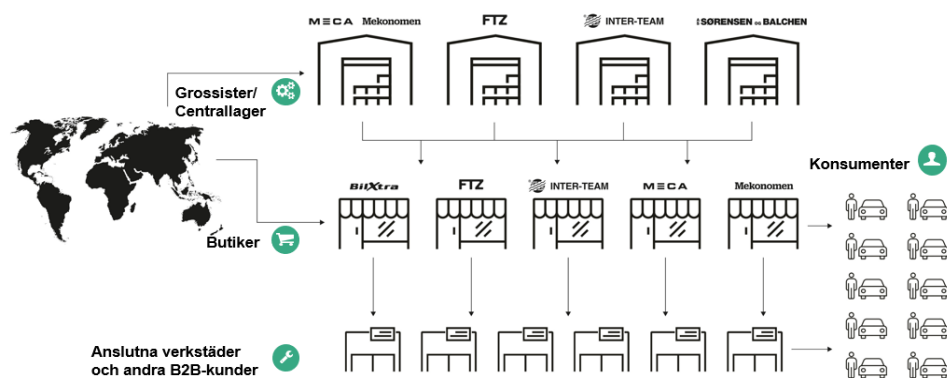 MECA Mekonomen
FTZ
INTER-TEAM
SØRENSEN OG BALCHEN
Grossister/
Centrallager
Konsumenter
BilXtra
FTZ
INTER-TEAM
MECA
Mekonomen
Butiker
Anslutna verkstäder
och andra B2B-kunder